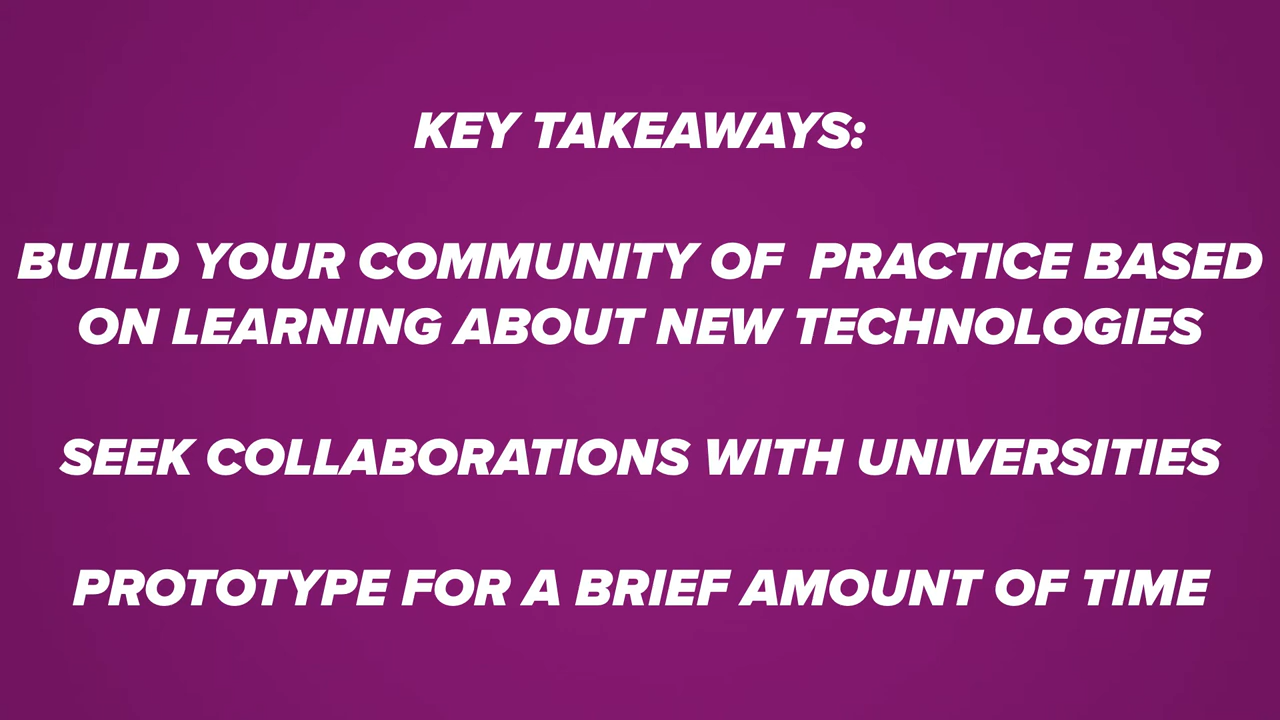 KEY TAKEAWAYS:
BUILD YOUR COMMUNITY OF  PRACTICE BASED
ON LEARNING ABOUT NEW TECHNOLOGIES
SEEK COLLABORATIONS WITH UNIVERSITIES
PROTOTYPE FOR A BRIEF AMOUNT OF TIME